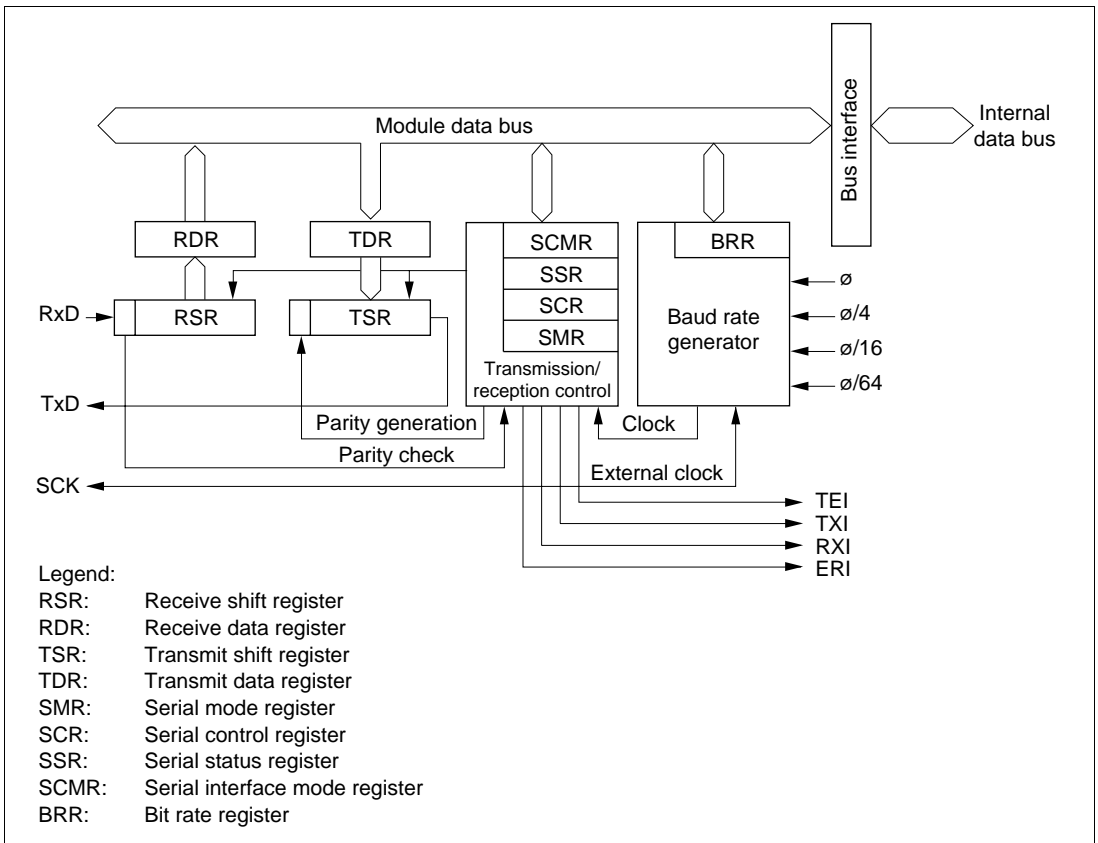 Module data bus
Bus interface
Internal
data bus
RDR
TDR
SCMR
BRR
SSR
SCR
SMR
RxD
RSR
TSR
Baud rate
generator
ø
ø/4
ø/16
ø/64
Transmission/
reception control
TxD
Parity generation
Clock
Parity check
SCK
External clock
TEI
TXI
RXI
ERI
Legend:
RSR: Receive shift register
RDR: Receive data register
TSR: Transmit shift register
TDR: Transmit data register
SMR: Serial mode register
SCR: Serial control register
SSR: Serial status register
SCMR: Serial interface mode register
BRR: Bit rate register